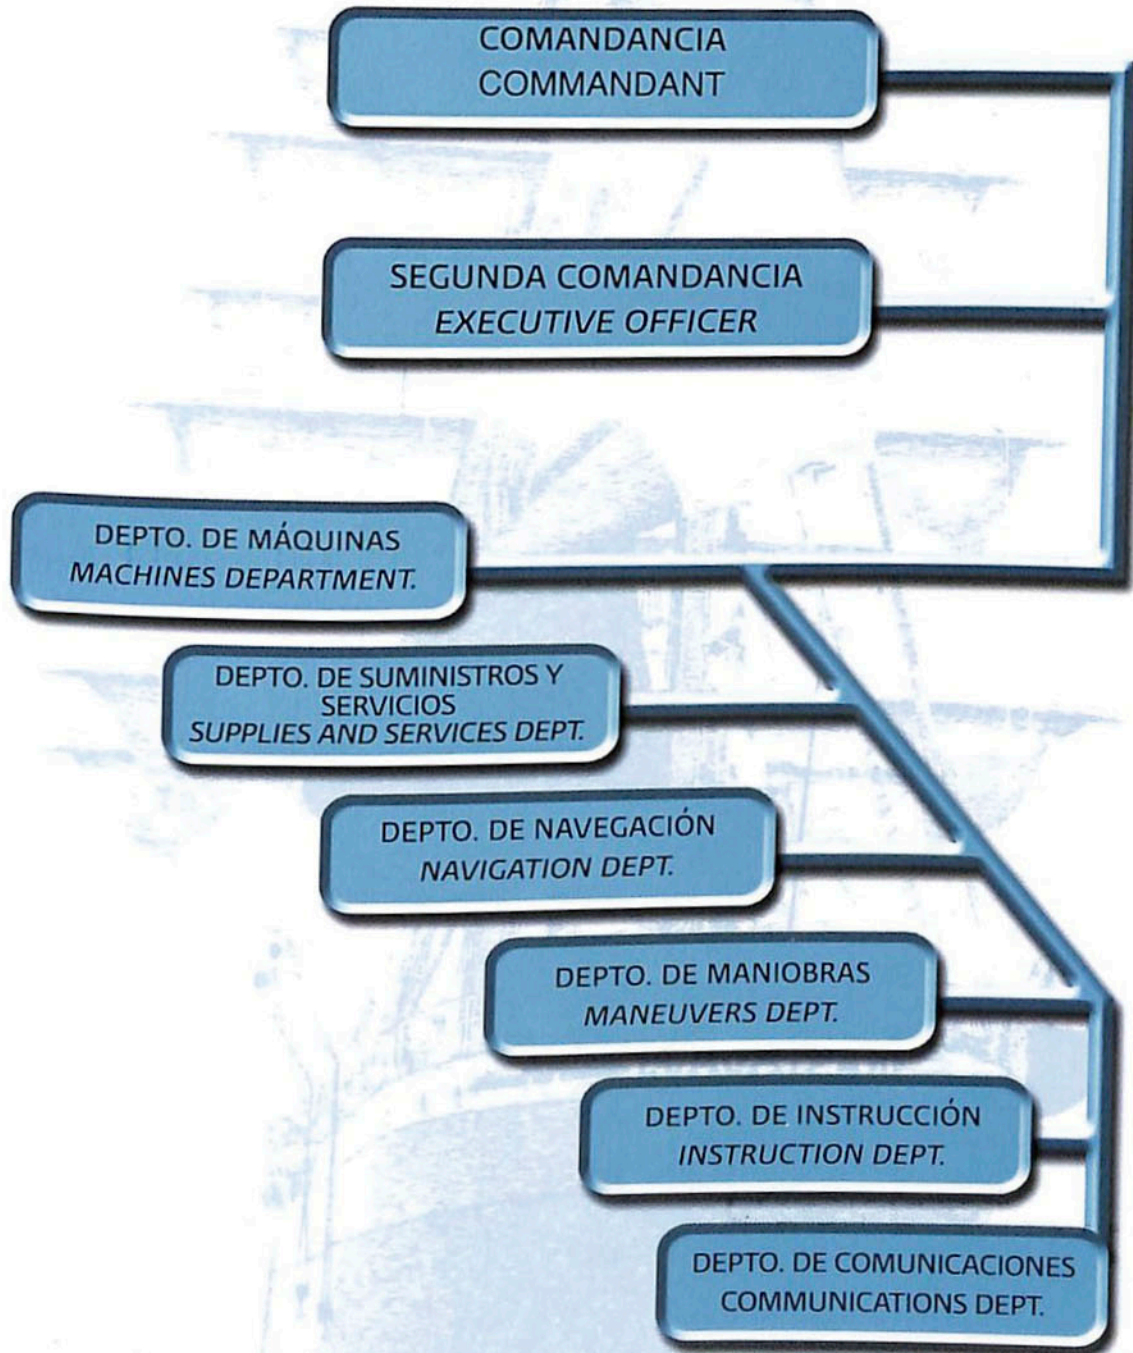 COMANDANCIA
COMMANDANT
SEGUNDA COMANDANCIA
EXECUTIVE OFFICER
DEPTO. DE MÁQUINAS
MACHINES DEPARTMENT.
DEPTO. DE SUMINISTROS Y
SERVICIOS
SUPPLIES AND SERVICES DEPT.
DEPTO. DE NAVEGACIÓN
NAVIGATION DEPT.
DEPTO. DE MANIOBRAS
MANEUVERS DEPT.
DEPTO. DE INSTRUCCIÓN
INSTRUCTION DEPT.
DEPTO. DE COMUNICACIONES
COMMUNICATIONS DEPT.